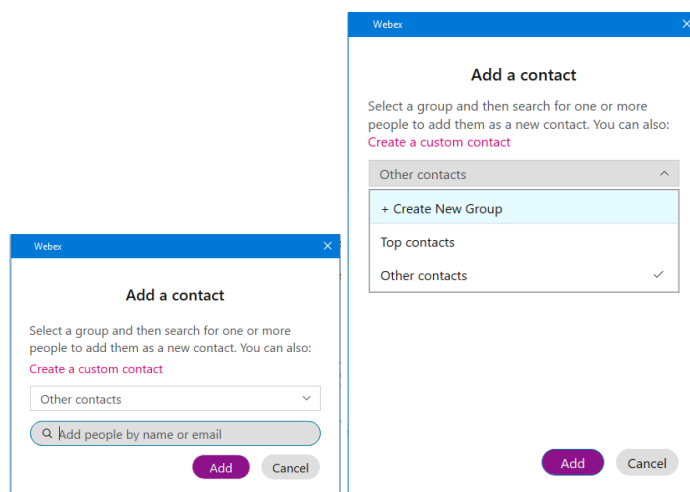 Webex
Add a contact
Select a group and then search for one or more
people to add them as a new contact. You can also:
Create a custom contact
Other contacts
Add people by name or email
Add
Cancel
Webex
Add a contact
Select a group and then search for one or more
people to add them as a new contact. You can also:
Create a custom contact
Other contacts
+ Create New Group
Top contacts
Other contacts
Add
Cancel